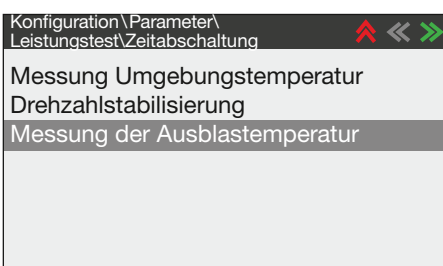 Konfiguration\Parameter\
Leistungstest\Zeitabschaltung
Messung Umgebungstemperatur
Drehzahlstabilisierung
Messung der Ausblastemperatur